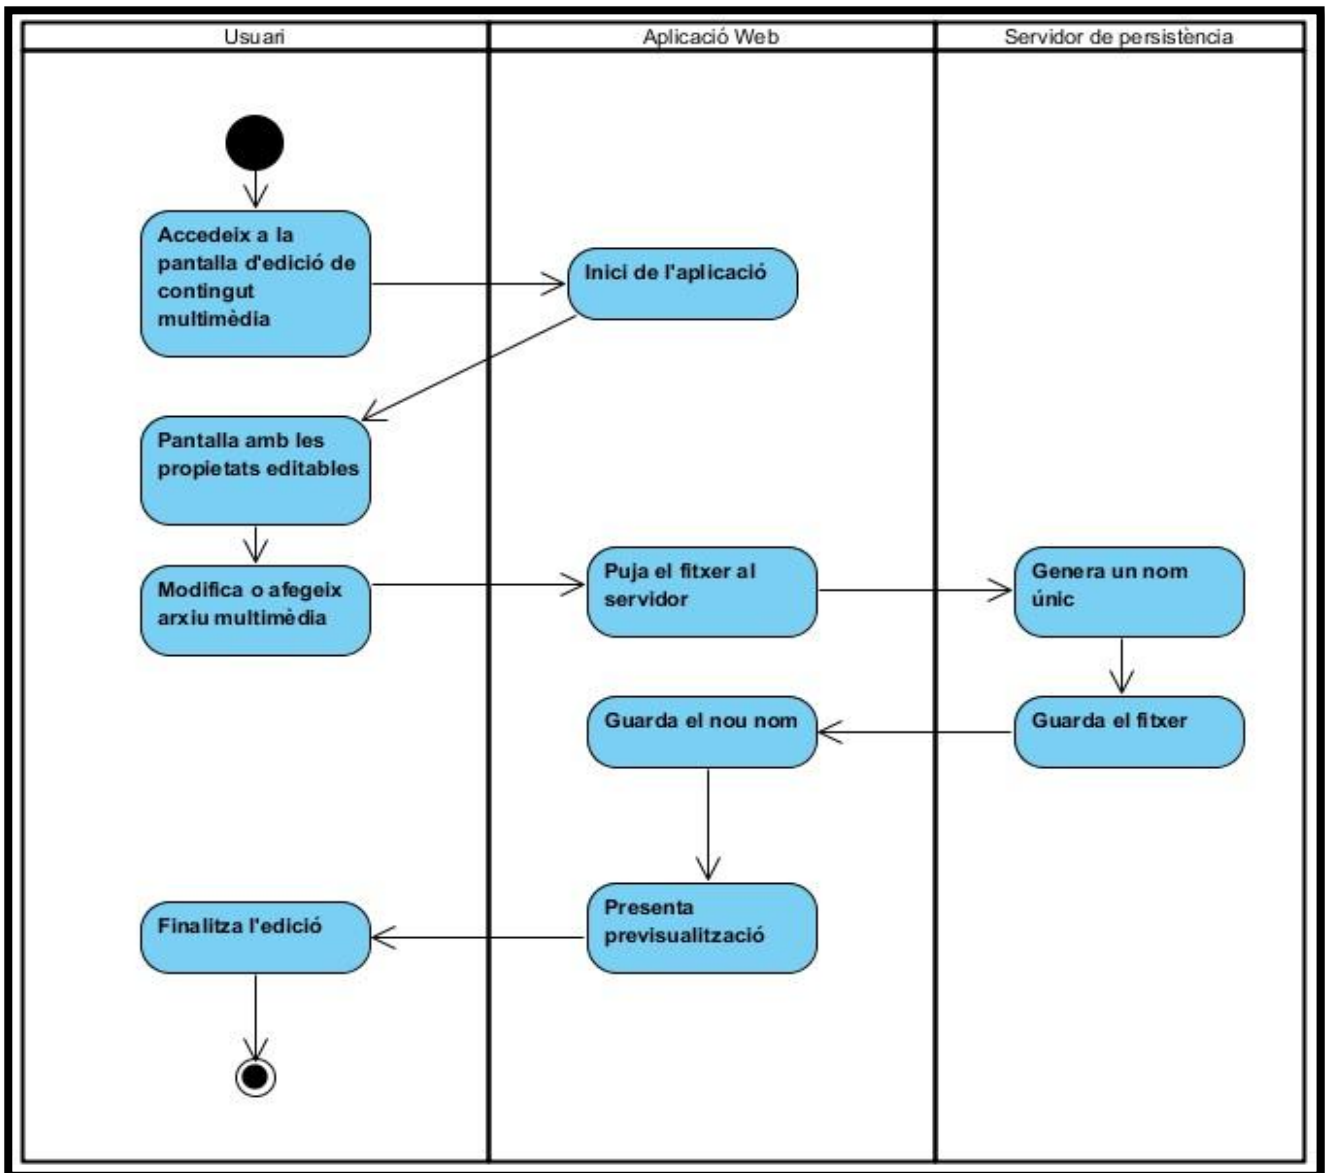 Usuari
Aplicació Web
Servidor de persistència
Accedeix a la
pantalla d'edició de
contingut
multimèdia
Inici de l'aplicació
Pantalla amb les
propietats editables
Modifica o afegeix
arxiu multimèdia
Puja el fitxer al
servidor
Genera un nom
únic
Guarda el fitxer
Guarda el nou nom
Presenta
previsualització
Finalitza l'edició